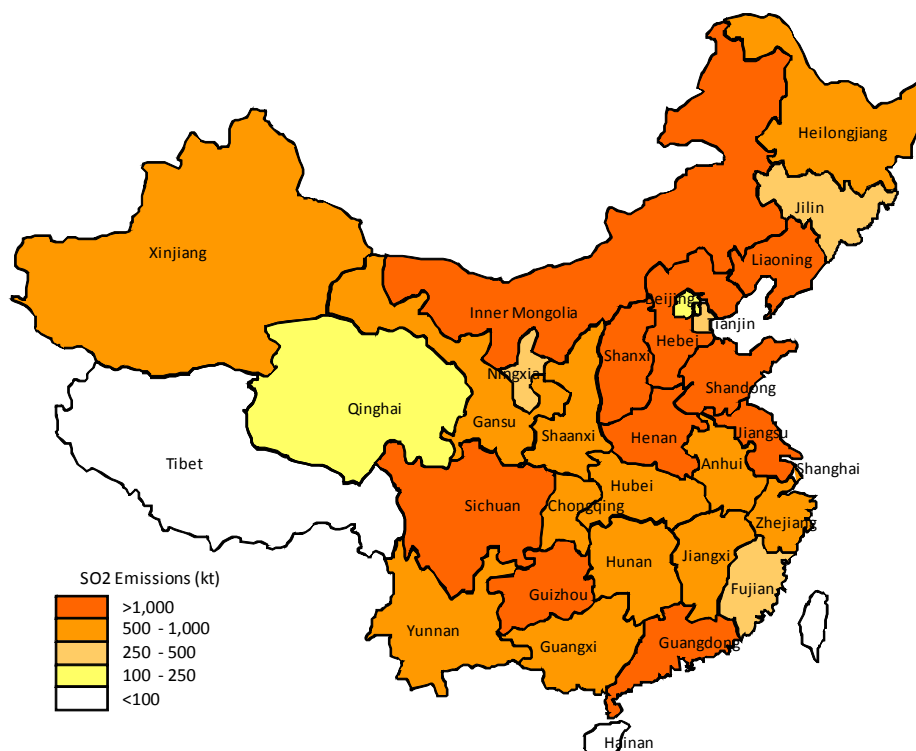 Heilongjiang
Jilin
Xinjiang
Liaoning
Beijing
Inner Mongolia
Tianjin
Hebei
Shanxi
Ningxia
Shandong
Qinghai
Gansu
Shaanxi
Henan
Jiangsu
Tibet
Anhui
Shanghai
Hubei
Sichuan
Chongqing
Zhejiang
Hunan
Jiangxi
SO2 Emissions (kt)
Fujian
Guizhou
>1,000
500 - 1,000
Yunnan
Guangxi
Guangdong
250 - 500
100 - 250
<100
Hainan